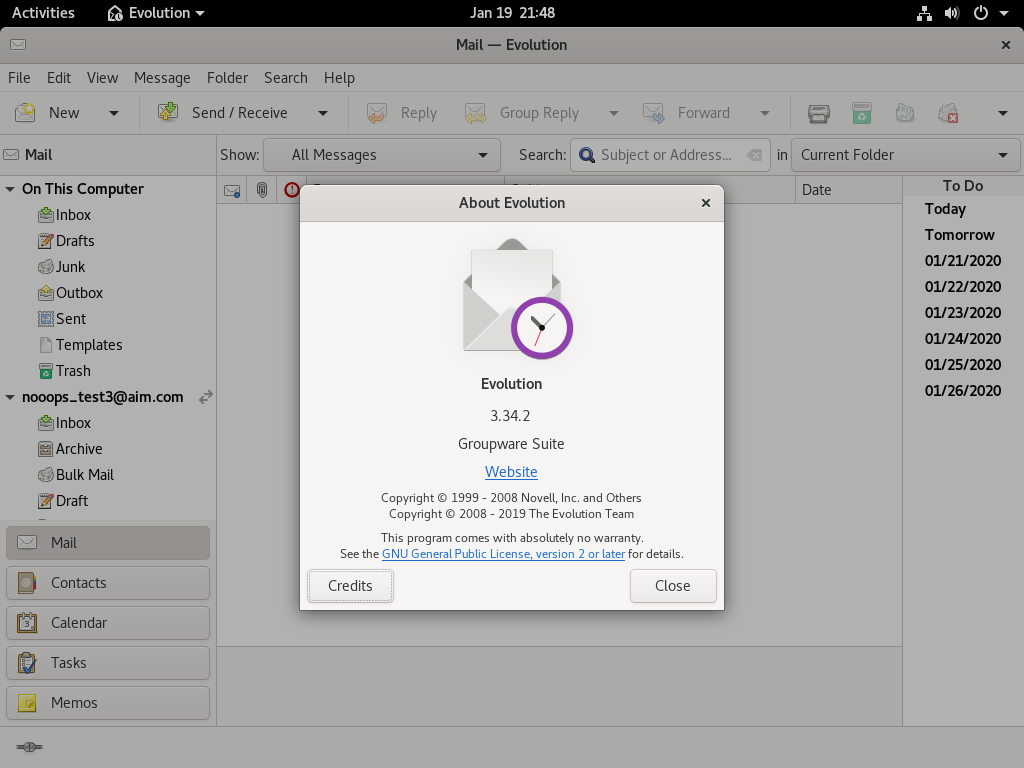 Activities
Evolution
Jan 19 21:48
Mail — Evolution
File Edit View Message Folder Search Help
New
Send / Receive
Reply
Group Reply
Forward
Mail
Show:
All Messages
Search:
Subject or Address...
in
Current Folder
On This Computer
Inbox
Drafts
Junk
Outbox
Sent
Templates
Trash
nooops_test3@aim.com
Inbox
Archive
Bulk Mail
Draft
Mail
Contacts
Calendar
Tasks
Memos
Date
To Do
Today
Tomorrow
01/21/2020
01/22/2020
01/23/2020
01/24/2020
01/25/2020
01/26/2020
About Evolution
Evolution
3.34.2
Groupware Suite
Website
Copyright © 1999 - 2008 Novell, Inc. and Others
Copyright © 2008 - 2019 The Evolution Team
This program comes with absolutely no warranty.
See the GNU General Public License, version 2 or later for details.
Credits
Close